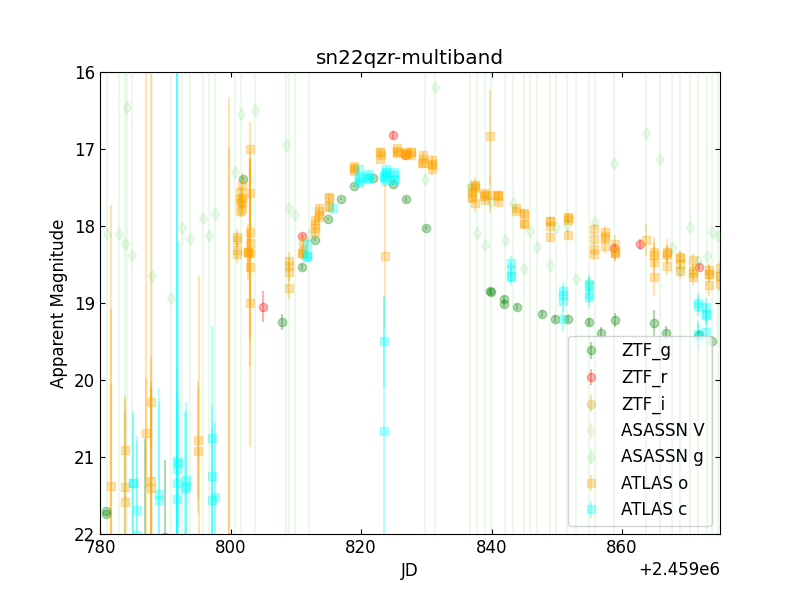 sn22qzr-multiband
16
17
18
19
20
21
22
Apparent Magnitude
780
800
820
840
860
JD
+2.459e6
ZTF_g
ZTF_r
ZTF_i
ASASSN V
ASASSN g
ATLAS o
ATLAS c